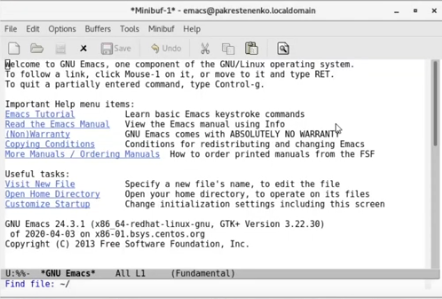 *Minibuf-1* - emacs@pakrestenenko.localdomain
File Edit Options Buffers Tools Minibuf Help
Save Undo
Welcome to GNU Emacs, one component of the GNU/Linux operating system.
To follow a link, click Mouse-1 on it, or move to it and type RET.
To quit a partially entered command, type Control-g.
Important Help menu items:
Emacs Tutorial Learn basic Emacs keystroke commands
Read the Emacs Manual View the Emacs manual using Info
(Non)Warranty GNU Emacs comes with ABSOLUTELY NO WARRANTY
Copying Conditions Conditions for redistributing and changing Emacs
More Manuals / Ordering Manuals How to order printed manuals from the FSF
Useful tasks:
Visit New File Specify a new file's name, to edit the file
Open Home Directory Open your home directory, to operate on its files
Customize Startup Change initialization settings including this screen
GNU Emacs 24.3.1 (x86_64-redhat-linux-gnu, GTK+ Version 3.22.30)
of 2020-04-03 on x86-01.bsys.centos.org
Copyright (C) 2013 Free Software Foundation, Inc.
U:%%- *GNU Emacs* All L1 (Fundamental)
Find file: ~/